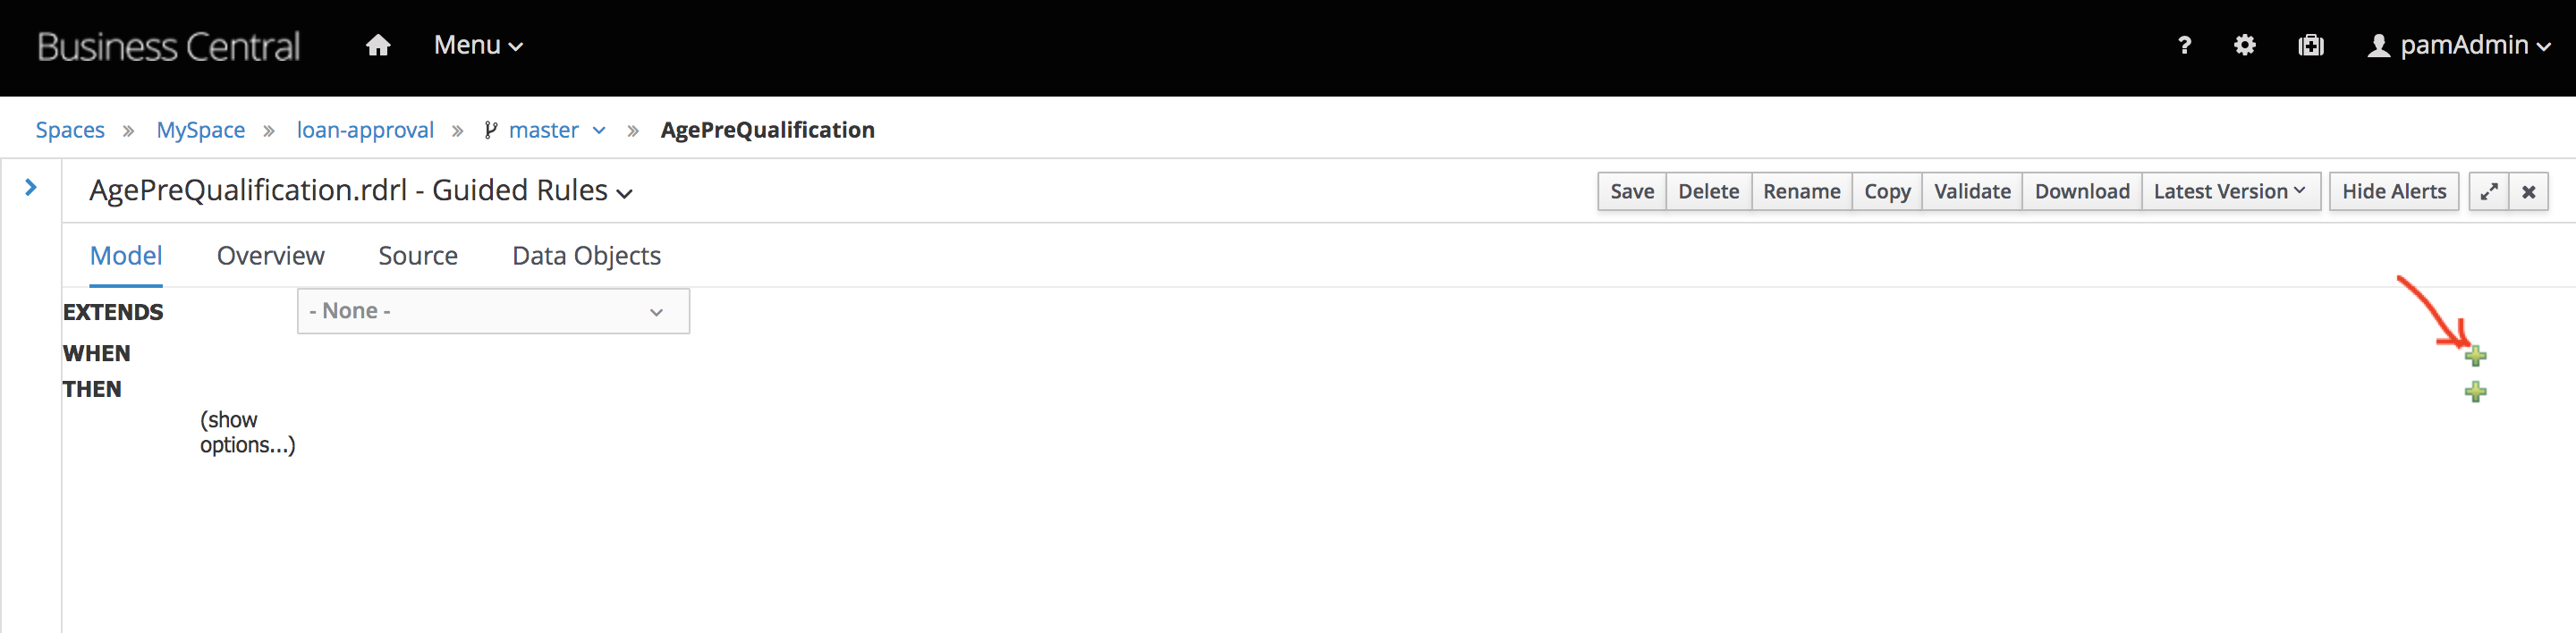 Business Central Menu ? pamAdmin
Spaces » MySpace » loan-approval » master » AgePreQualification
AgePreQualification.rdrl - Guided Rules Save Delete Rename Copy Validate Download Latest Version Hide Alerts
Model Overview Source Data Objects
EXTENDS - None -
WHEN
THEN
(show
options...)